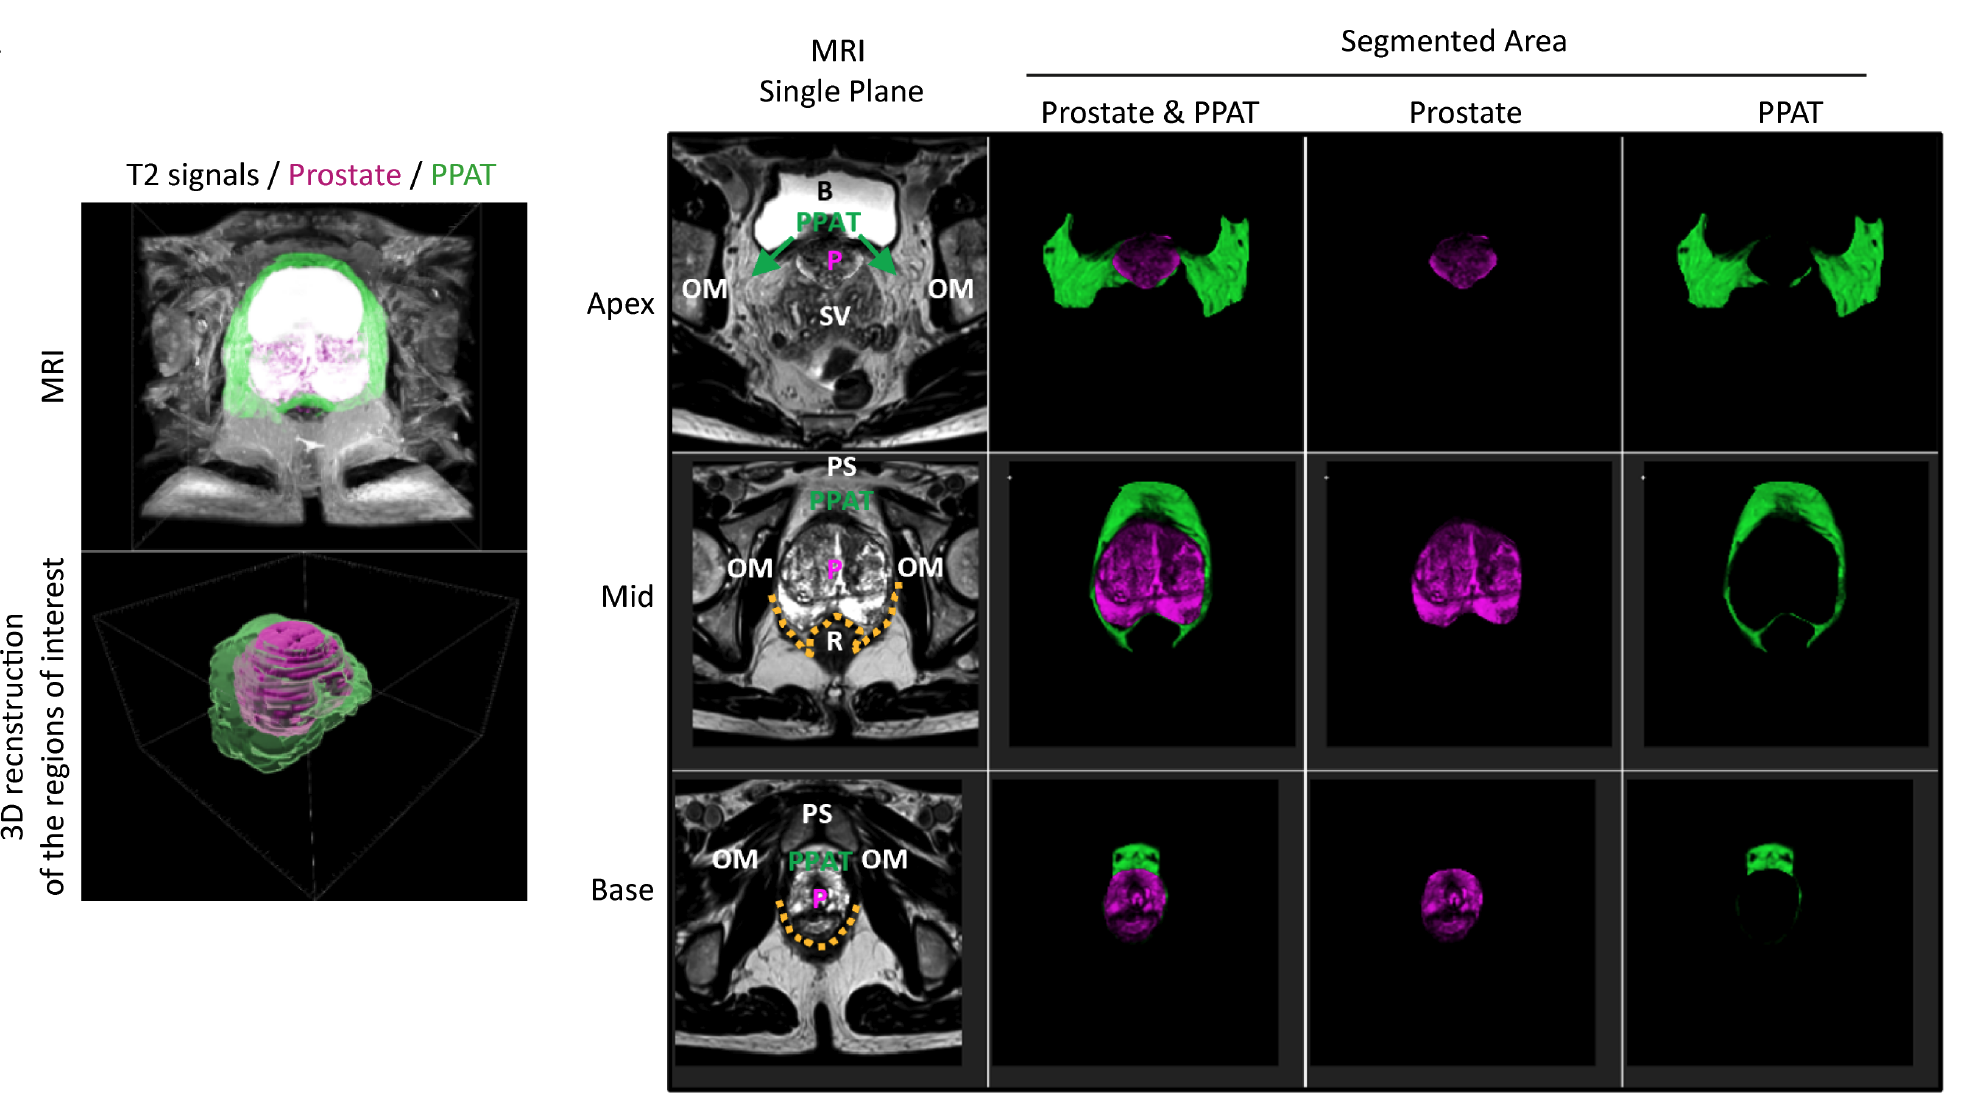 MRI
Single Plane
Segmented Area
Prostate & PPAT
Prostate
PPAT
T2 signals / Prostate / PPAT
MRI
3D recnstruction
of the regions of interest
Apex
B
PPAT
P
OM
OM
SV
Mid
PS
PPAT
OM
P
OM
R
Base
PS
OM
PPAT
OM
P